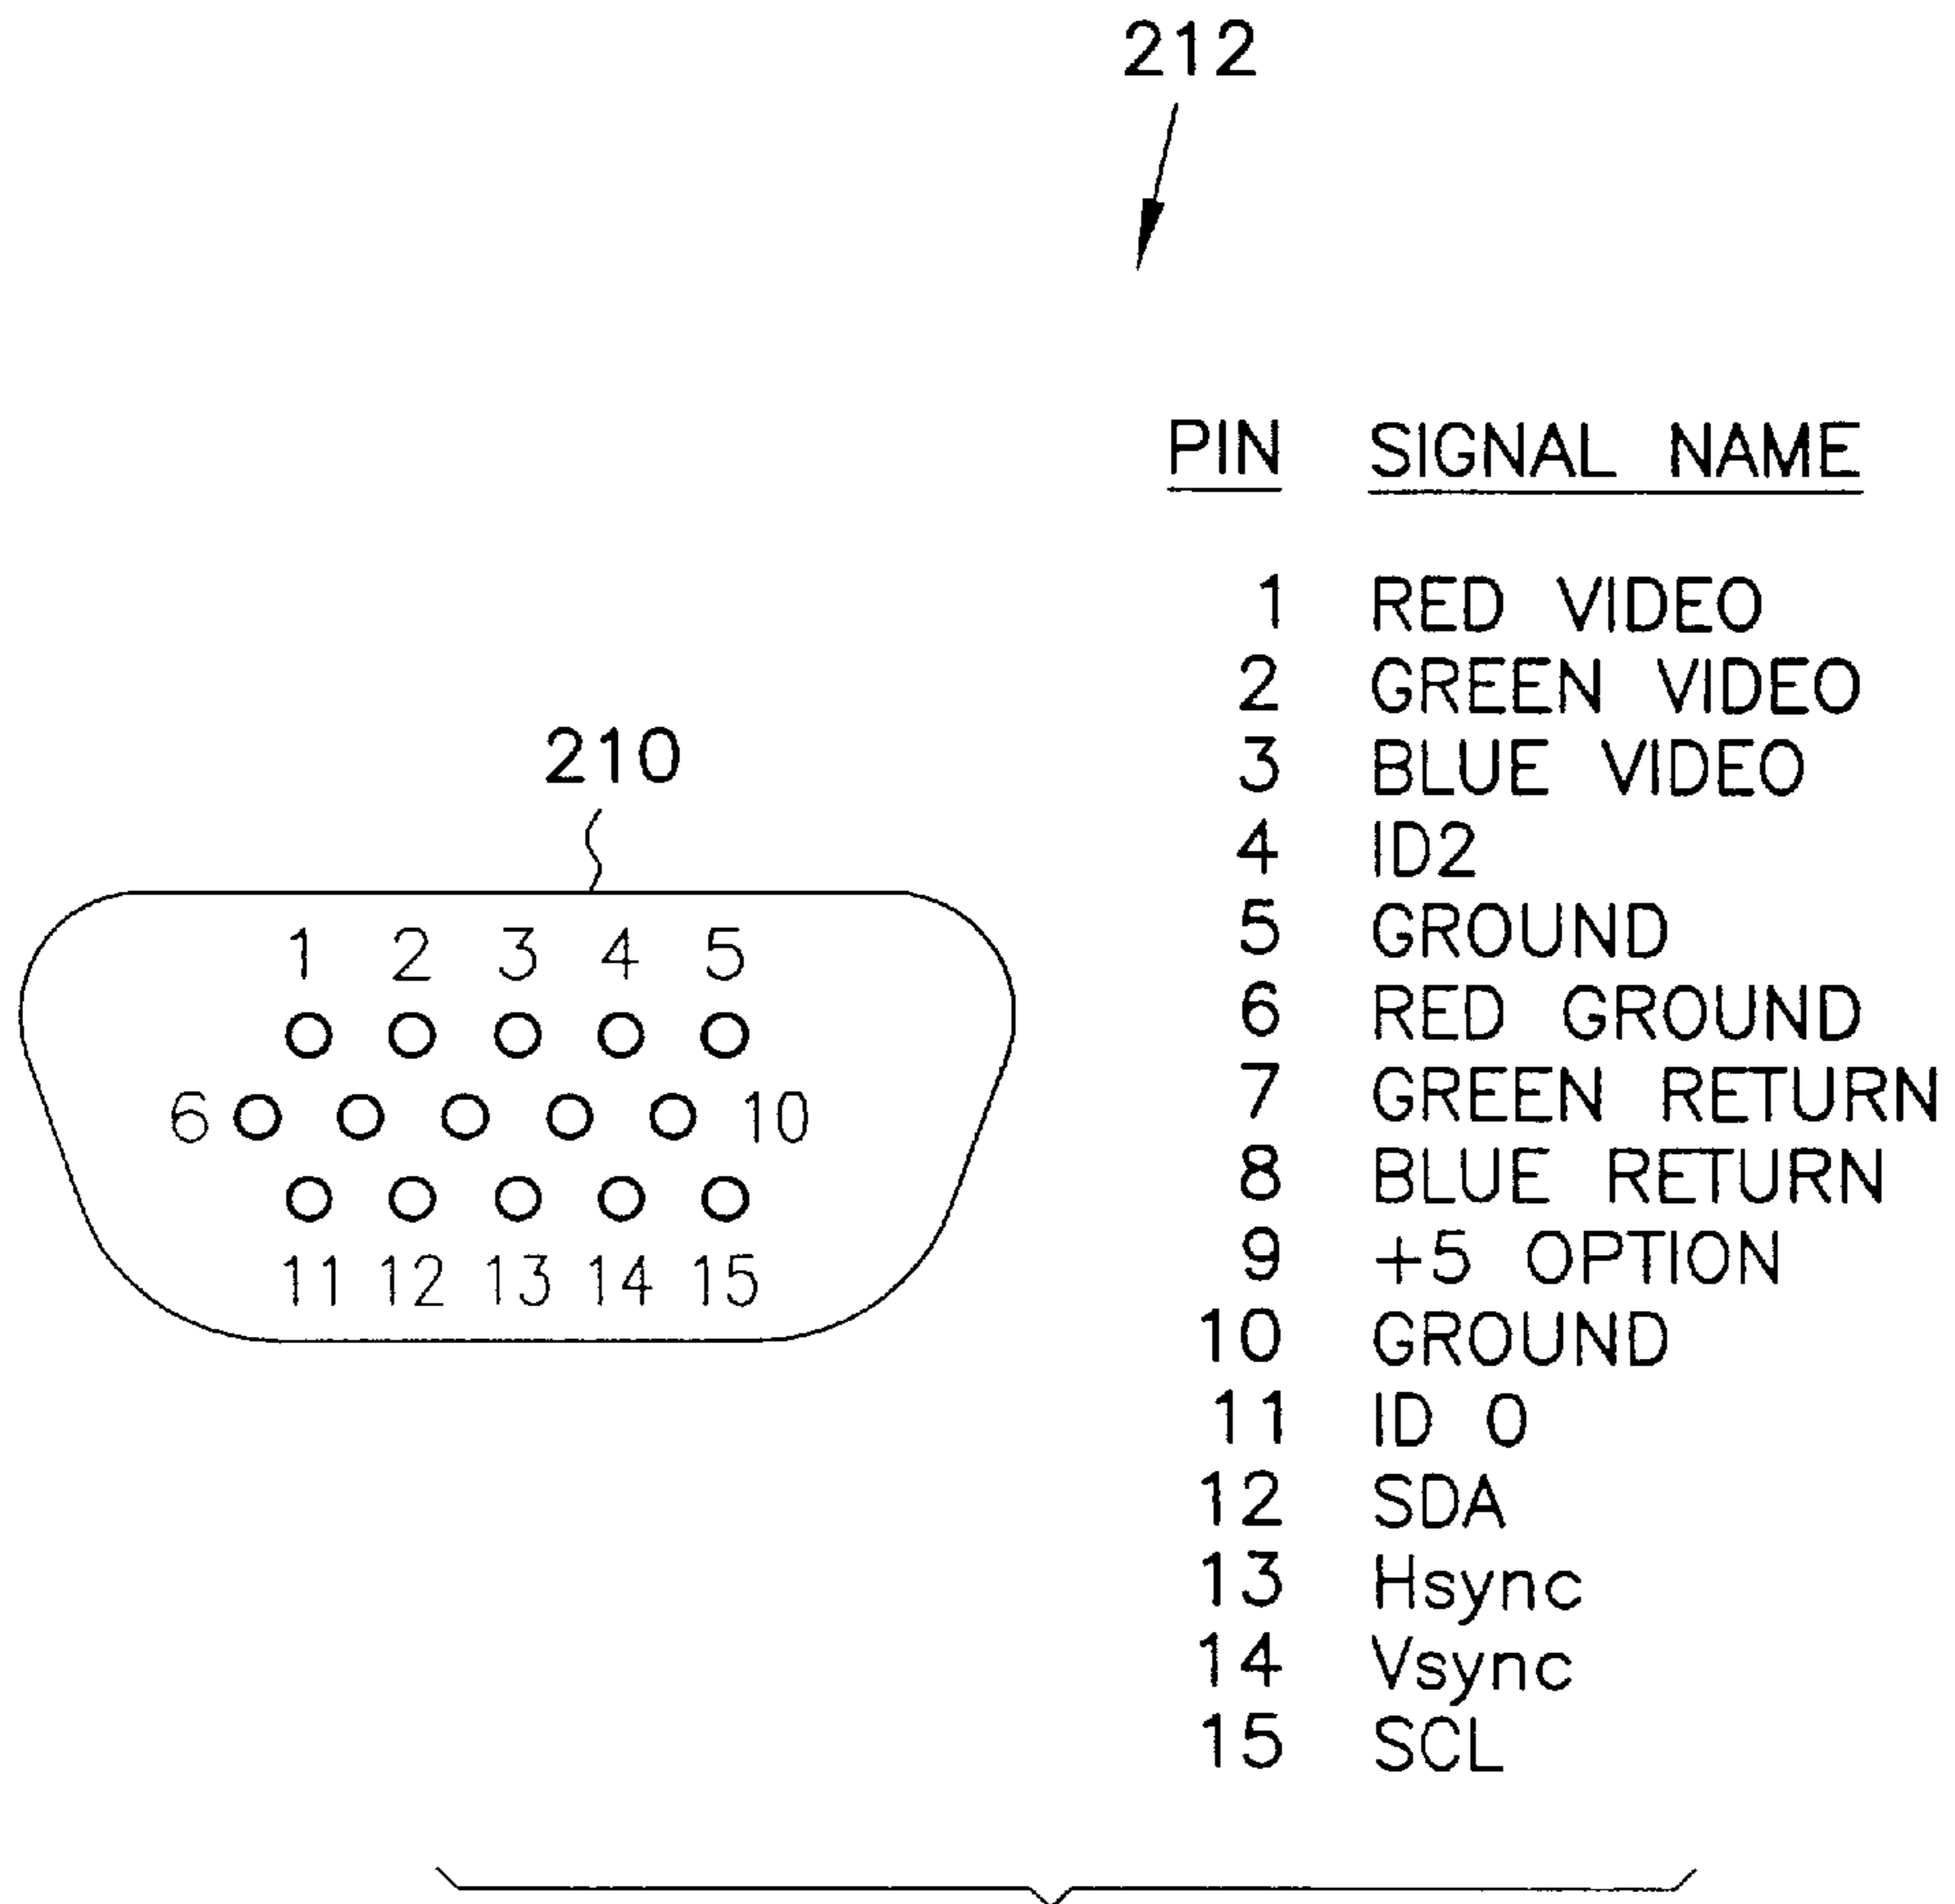 212
PIN SIGNAL NAME
1 RED VIDEO
2 GREEN VIDEO
3 BLUE VIDEO
4 ID2
5 GROUND
6 RED GROUND
7 GREEN RETURN
8 BLUE RETURN
9 +5 OPTION
10 GROUND
11 ID 0
12 SDA
13 Hsync
14 Vsync
15 SCL
210
1 2 3 4 5
6 10
11 12 13 14 15